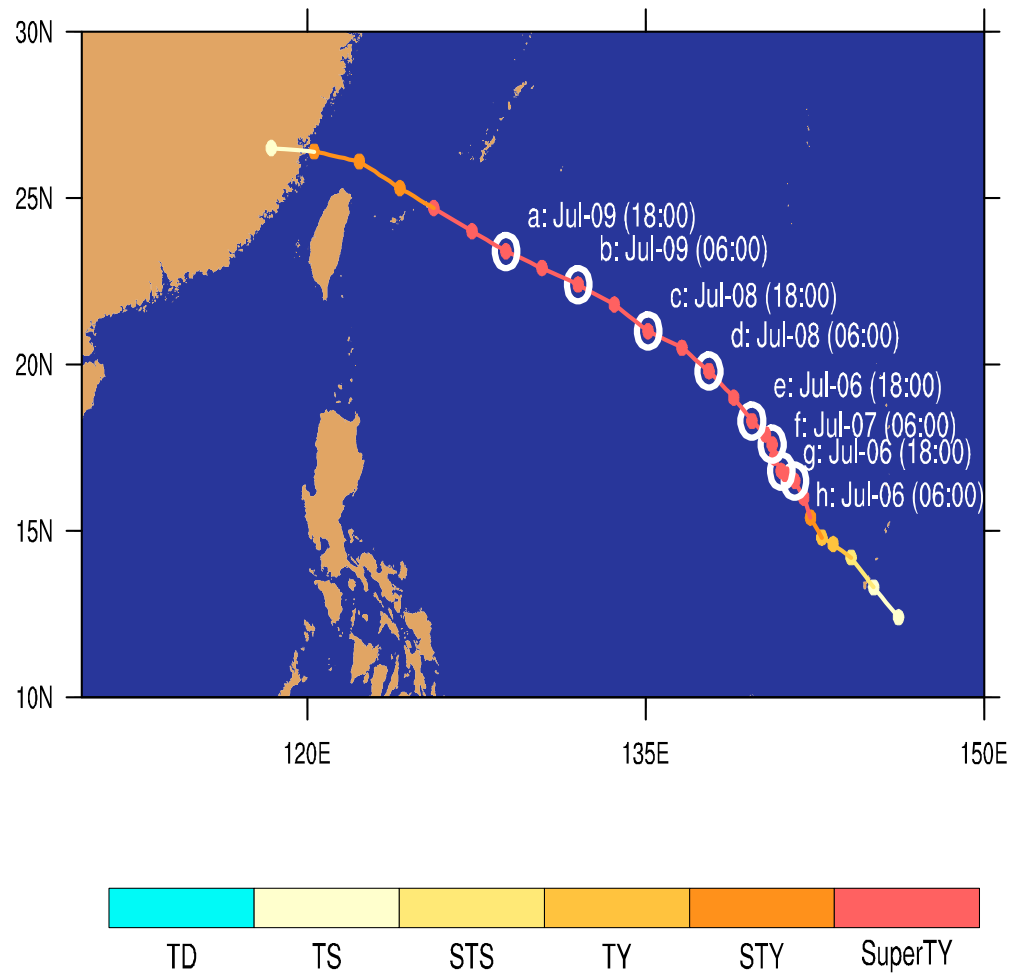 30N
a: Jul-09 (18:00)
25N
b: Jul-09 (06:00)
c: Jul-08 (18:00)
d: Jul-08 (06:00)
20N
e: Jul-06 (18:00)
f: Jul-07 (06:00)
g: Jul-06 (18:00)
h: Jul-06 (06:00)
15N
10N
120E 135E 150E
TD TS STS TY STY SuperTY